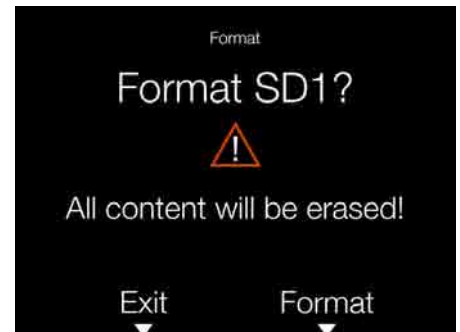 Format
Format SD1?
!
All content will be erased!
Exit Format